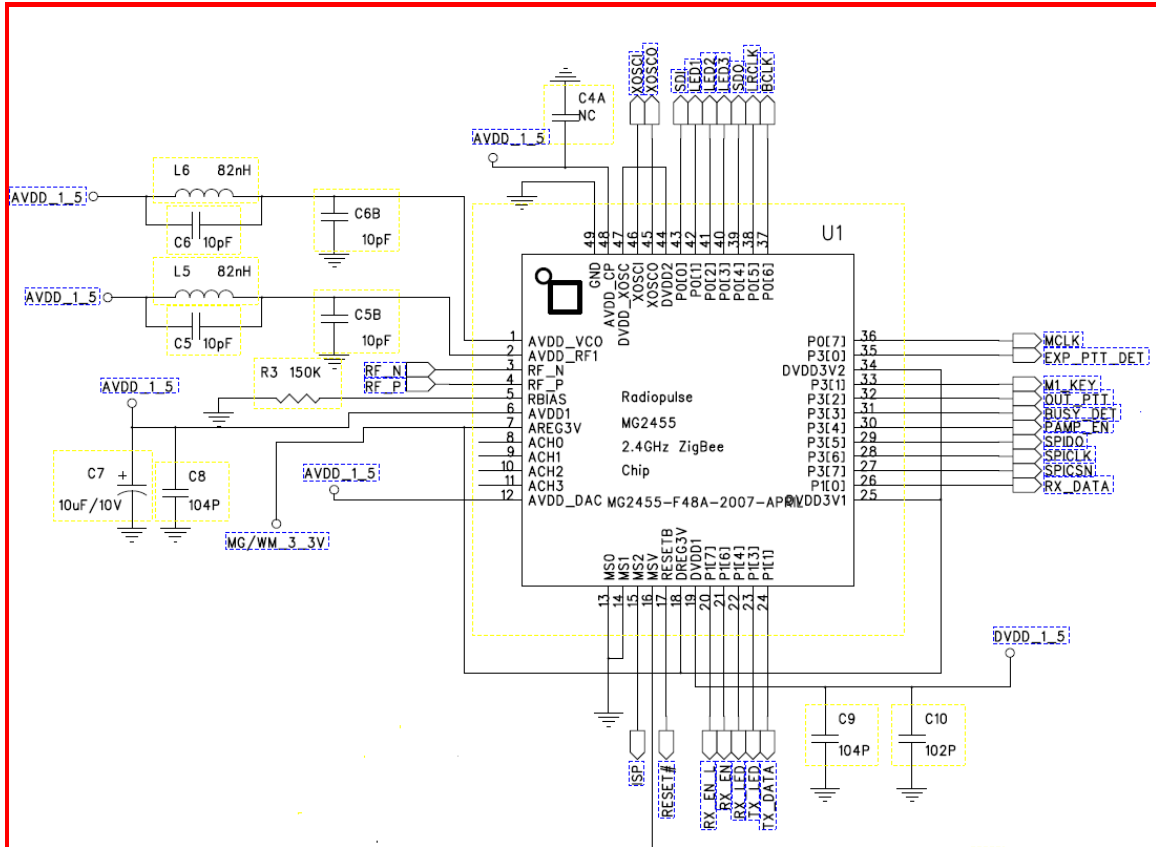 XOSCI
XOSCO
SDI
LED1
LED2
LED3
SDO
LRCLK
BCLK
C4A
NC
AVDD_1_5
L6 82nH
AVDD_1_5
C6 10pF
C6B
10pF
L5 82nH
AVDD_1_5
C5 10pF
C5B
10pF
U1
49 48 47 46 45 44 43 42 41 40 39 38 37
GND
AVDD_CP
DVDD_XOSC
XOSCI
XOSCO
DVDD2
P0[0]
P0[1]
P0[2]
P0[3]
P0[4]
P0[5]
P0[6]
1 AVDD_VCO
2 AVDD_RF1
RF_N 3 RF_N
RF_P 4 RF_P
R3 150K
5 RBIAS
AVDD_1_5
6 AVDD1
7 AREG3V
8 ACH0
9 ACH1
10 ACH2
11 ACH3
AVDD_1_5
12 AVDD_DAC
C7
+
10uF/10V
C8
104P
MG/WM_3_3V
Radiopulse
MG2455
2.4GHz ZigBee
Chip
MG2455-F48A-2007-APRIL
P0[7] 36 MCLK
P3[0] 35 EXP_PTT_DET
DVDD3V2 34
P3[1] 33 M1_KEY
P3[2] 32 OUT_PTT
P3[3] 31 BUSY_DET
P3[4] 30 PAMP_EN
P3[5] 29 SPIDO
P3[6] 28 SPICLK
P3[7] 27 SPICSN
P1[0] 26 RX_DATA
DVDD3V1 25
MS0
MS1
MS2
MSV
RESETB
DREG3V
DVDD1
P1[7]
P1[6]
P1[4]
P1[3]
P1[1]
13 14 15 16 17 18 19 20 21 22 23 24
DVDD_1_5
C9
104P
C10
102P
ISP
RESET#
RX_EN_L
RX_EN
RX_LED
TX_LED
TX_DATA